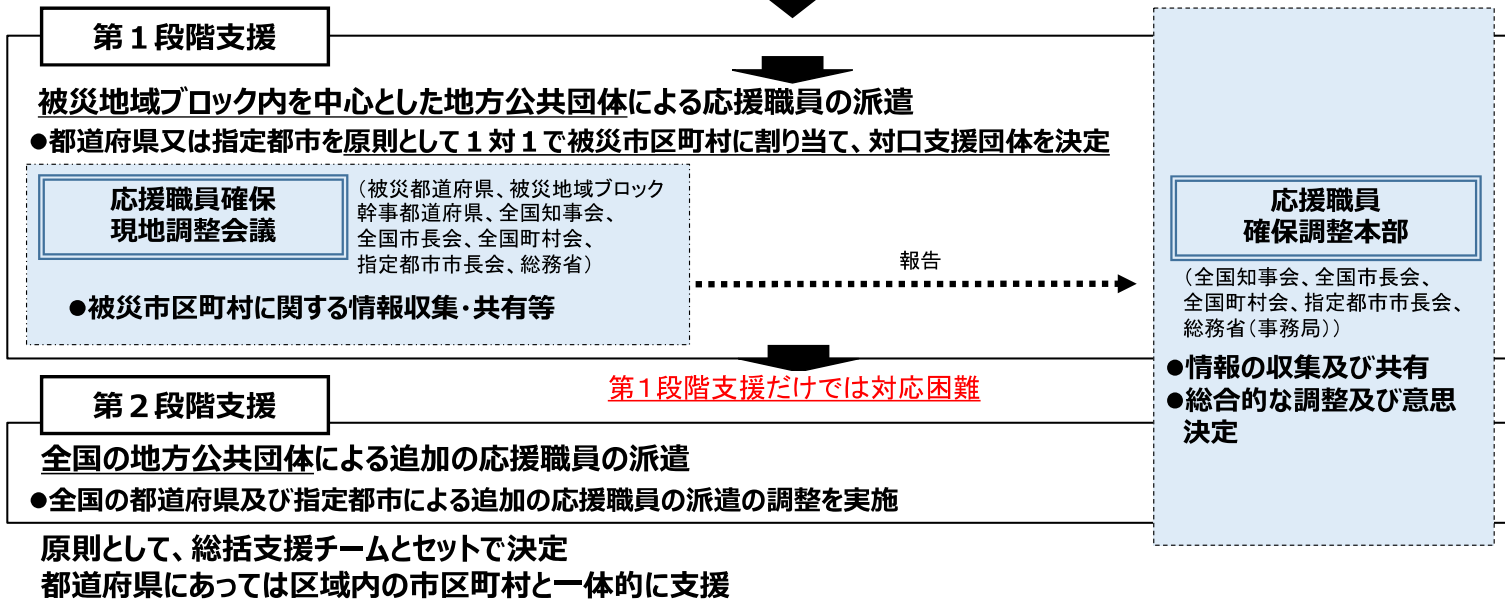 第１段階支援
被災地域ブロック内を中心とした地方公共団体による応援職員の派遣
●都道府県又は指定都市を原則として１対１で被災市区町村に割り当て、対口支援団体を決定
応援職員確保
現地調整会議
（被災都道府県、被災地域ブロック
幹事都道府県、全国知事会、
全国市長会、全国町村会、
指定都市市長会、総務省）
●被災市区町村に関する情報収集・共有等
報告
応援職員
確保調整本部
（全国知事会、全国市長会、
全国町村会、指定都市市長会、
総務省（事務局））
●情報の収集及び共有
●総合的な調整及び意思
決定
第１段階支援だけでは対応困難
第２段階支援
全国の地方公共団体による追加の応援職員の派遣
●全国の都道府県及び指定都市による追加の応援職員の派遣の調整を実施
原則として、総括支援チームとセットで決定
都道府県にあっては区域内の市区町村と一体的に支援